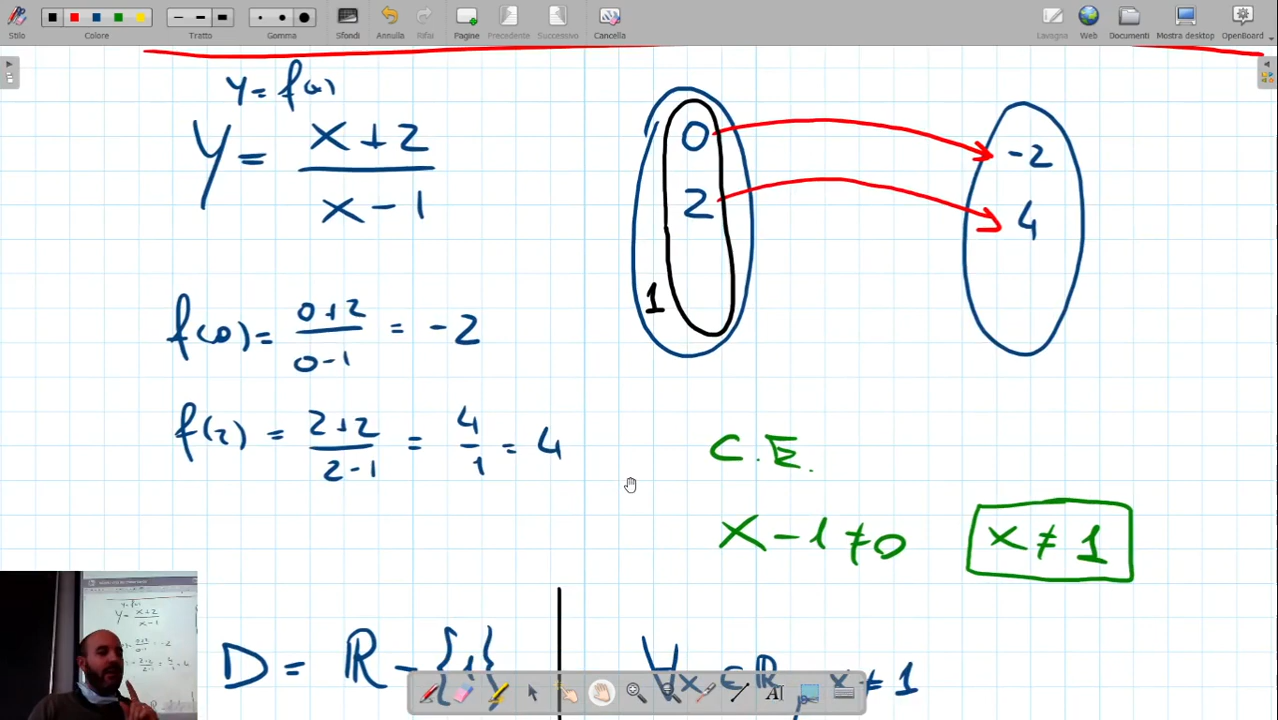 Stilo Colore Tratto Gomma Sfondi Annulla Rifai Pagine Precedente Successivo Cancella Lavagna Web Documenti Mostra desktop OpenBoard
y = f(x)
y = (x+2)/(x-1)
0 -2
2 4
1
f(0) = (0+2)/(0-1) = -2
f(2) = (2+2)/(2-1) = 4/1 = 4
C.E.
x-1≠0 x≠1
D = ℝ - {1} ∀x ∈ ℝ, x≠1